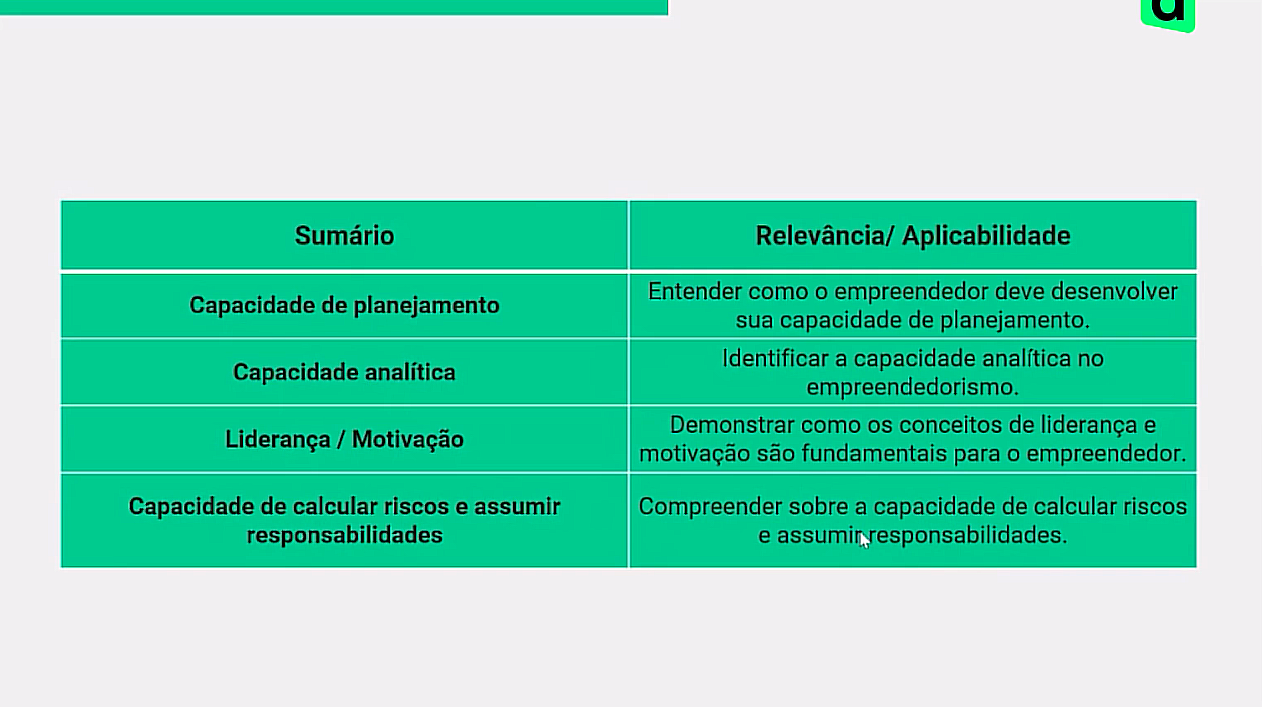 d
Sumário
Relevância/ Aplicabilidade
Capacidade de planejamento
Entender como o empreendedor deve desenvolver
sua capacidade de planejamento.
Capacidade analítica
Identificar a capacidade analítica no
empreendedorismo.
Liderança / Motivação
Demonstrar como os conceitos de liderança e
motivação são fundamentais para o empreendedor.
Capacidade de calcular riscos e assumir
responsabilidades
Compreender sobre a capacidade de calcular riscos
e assumir responsabilidades.